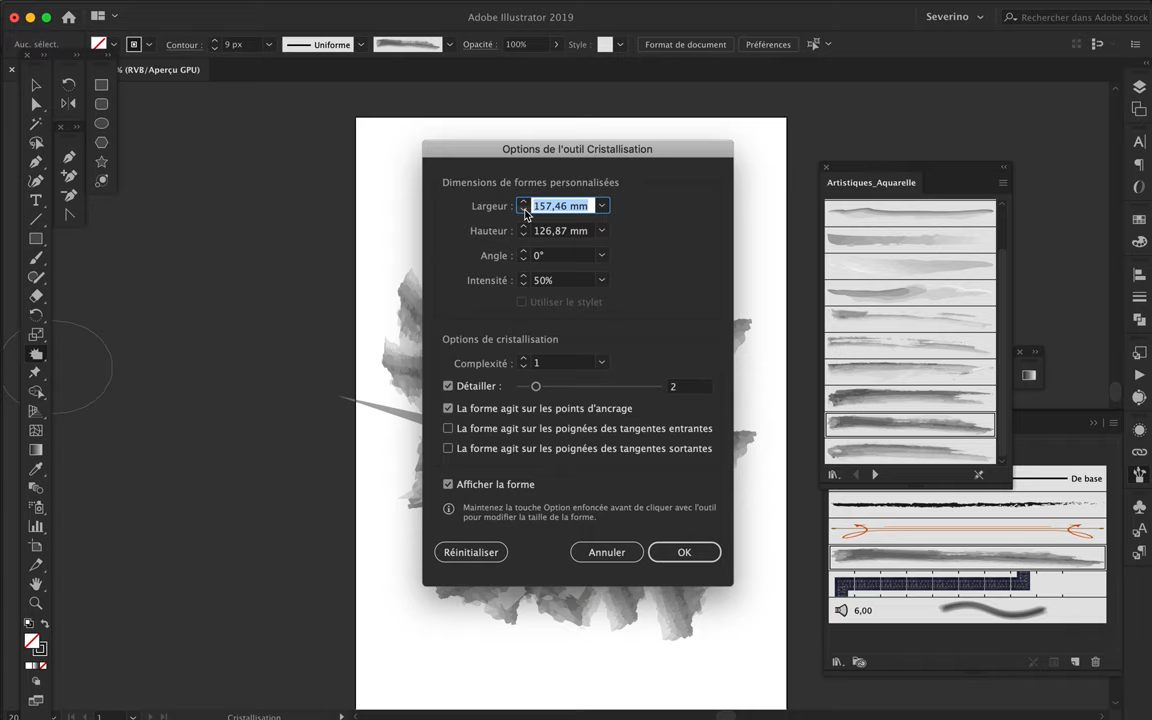 Adobe Illustrator 2019
Severino
Rechercher dans Adobe Stock
Auc. sélect.
Contour :
9 px
Uniforme
Opacité :
100%
Style :
Format de document
Préférences
% (RVB/Aperçu GPU)
Options de l'outil Cristallisation
Dimensions de formes personnalisées
Largeur :
157,46 mm
Hauteur :
126,87 mm
Angle :
0°
Intensité :
50%
Utiliser le stylet
Options de cristallisation
Complexité :
1
Détailler :
2
La forme agit sur les points d'ancrage
La forme agit sur les poignées des tangentes entrantes
La forme agit sur les poignées des tangentes sortantes
Afficher la forme
Maintenez la touche Option enfoncée avant de cliquer avec l'outil
pour modifier la taille de la forme.
Réinitialiser
Annuler
OK
Artistiques_Aquarelle
De base
6,00
20
1
Cristallisation